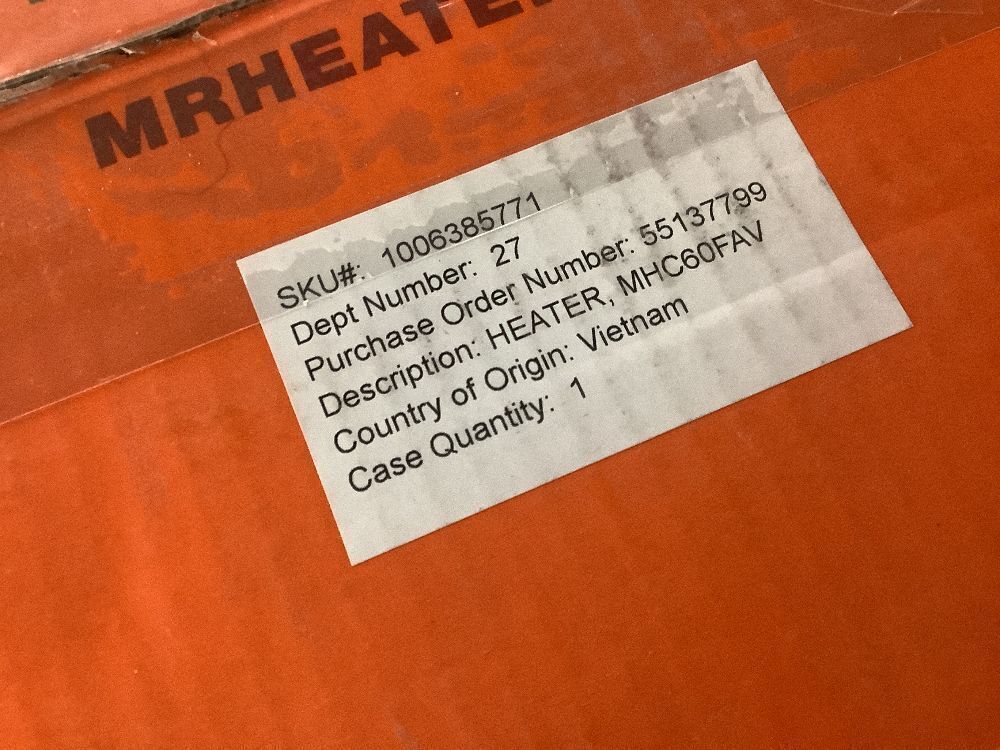 MRHEATE
SKU#: 1006385771
Dept Number: 27
Purchase Order Number: 55137799
Description: HEATER, MHC60FAV
Country of Origin: Vietnam
Case Quantity: 1